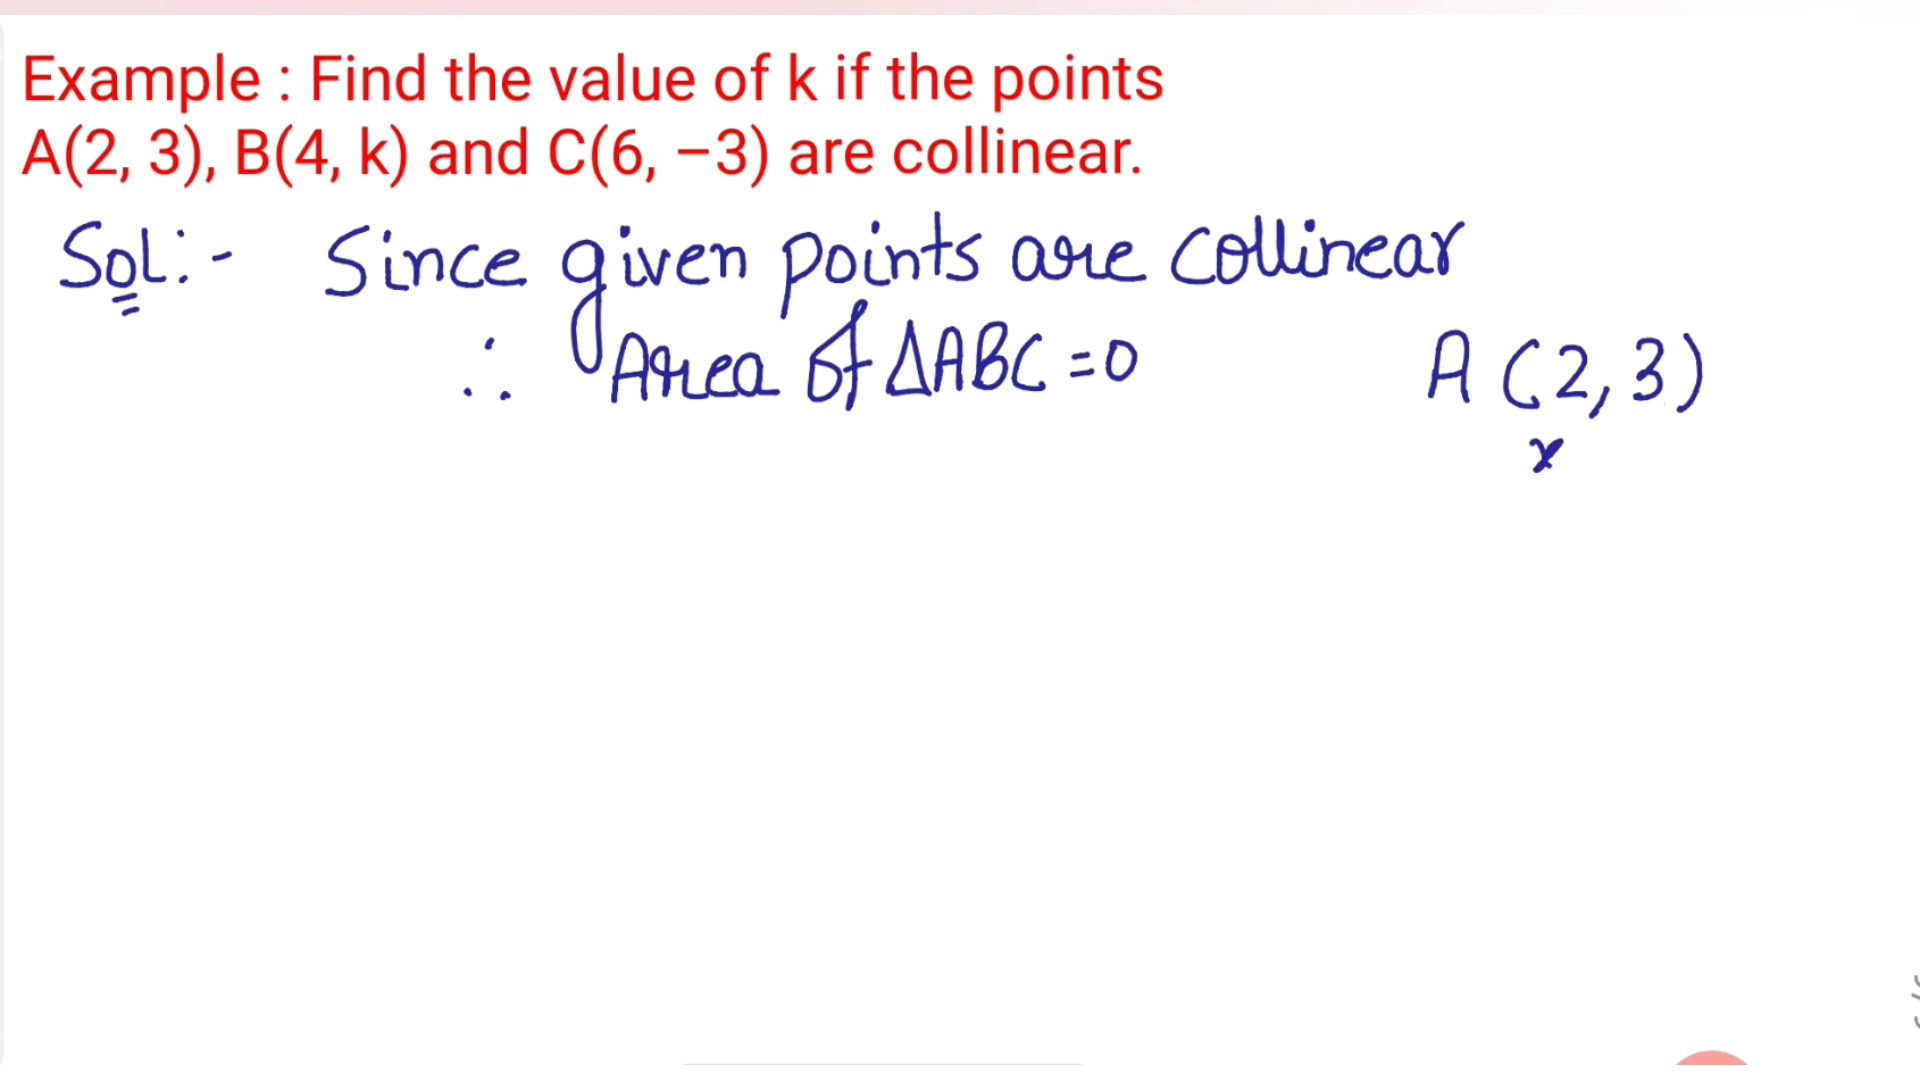 Example : Find the value of k if the points
A(2, 3), B(4, k) and C(6, −3) are collinear.
Sol:- Since given points are collinear
∴ Area of ΔABC = 0 A (2, 3)
x